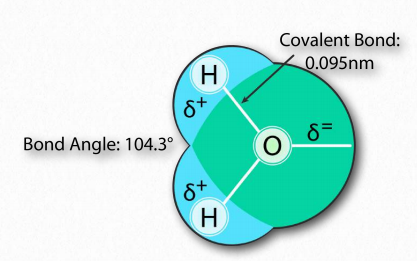 Covalent Bond:
0.095nm
H
δ+
Bond Angle: 104.3°
O
δ=
δ+
H